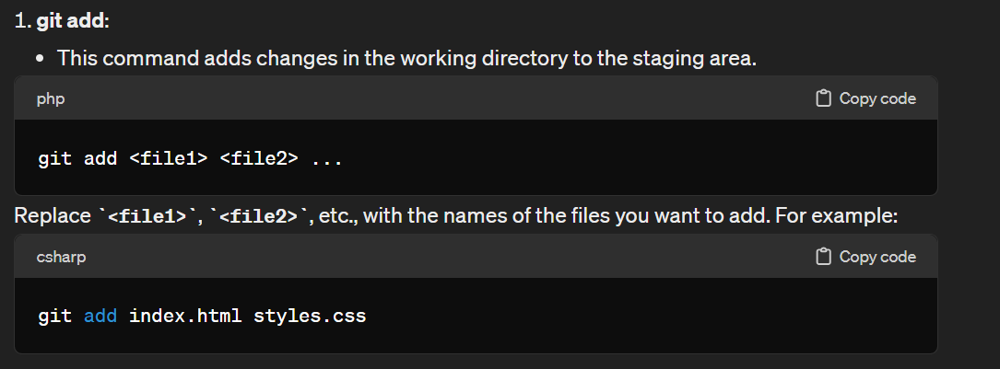 1. git add:
• This command adds changes in the working directory to the staging area.
php Copy code
git add <file1> <file2> ...
Replace `<file1>`, `<file2>`, etc., with the names of the files you want to add. For example:
csharp Copy code
git add index.html styles.css